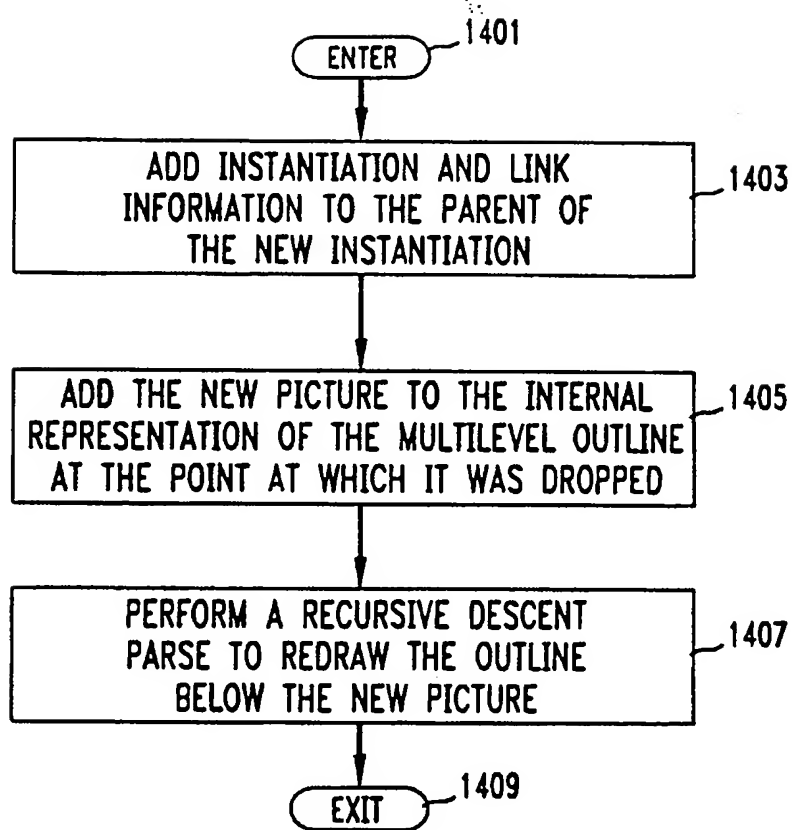 1401
ENTER
ADD INSTANTIATION AND LINK
INFORMATION TO THE PARENT OF
THE NEW INSTANTIATION
1403
ADD THE NEW PICTURE TO THE INTERNAL
REPRESENTATION OF THE MULTILEVEL OUTLINE
AT THE POINT AT WHICH IT WAS DROPPED
1405
PERFORM A RECURSIVE DESCENT
PARSE TO REDRAW THE OUTLINE
BELOW THE NEW PICTURE
1407
EXIT
1409